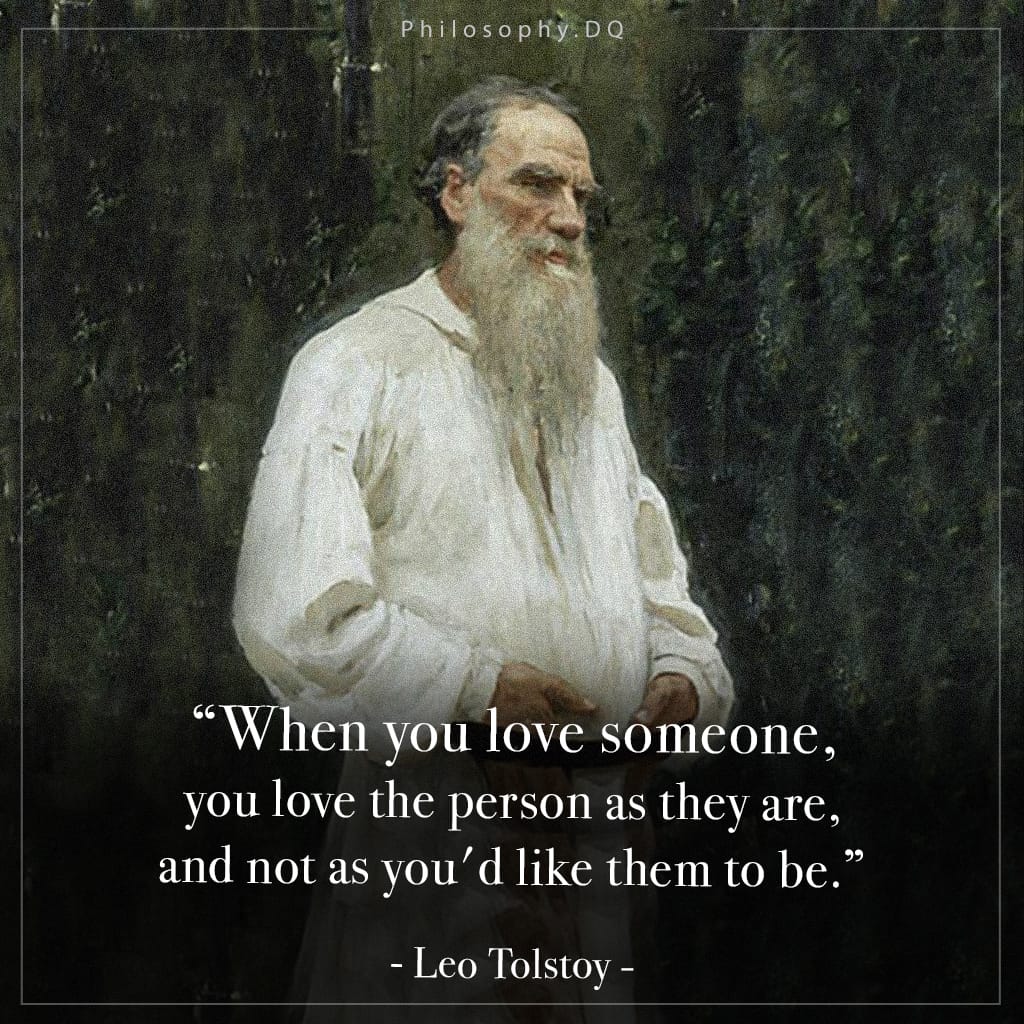 Philosophy.DQ
“When you love someone,
you love the person as they are,
and not as you'd like them to be.”
- Leo Tolstoy -